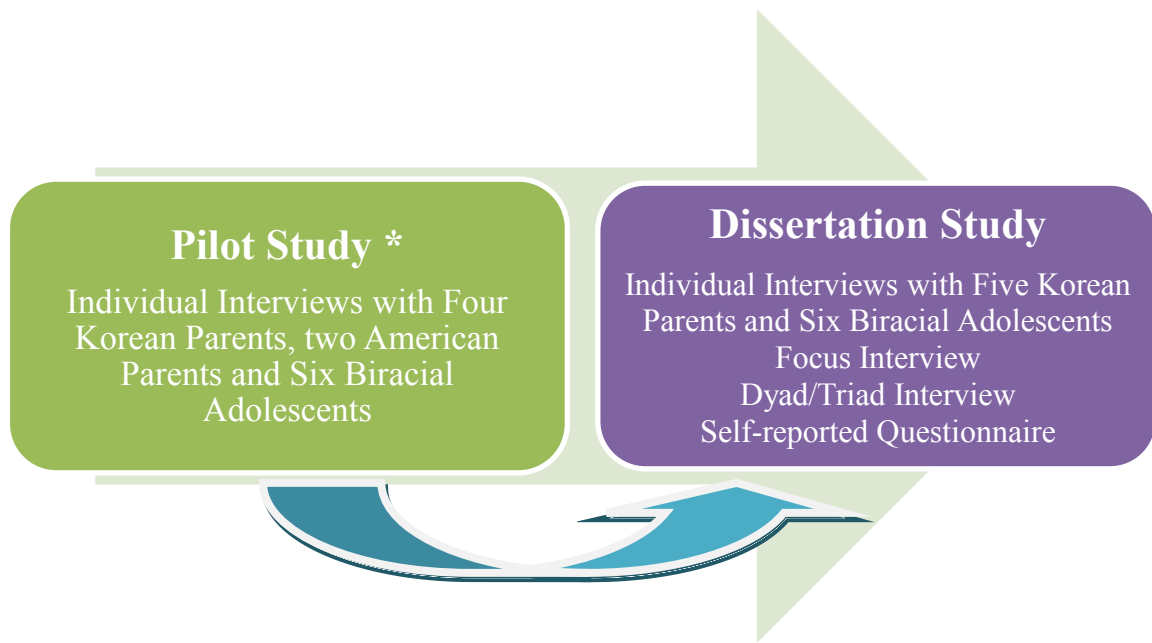 Pilot Study *
Individual Interviews with Four
Korean Parents, two American
Parents and Six Biracial
Adolescents
Dissertation Study
Individual Interviews with Five Korean
Parents and Six Biracial Adolescents
Focus Interview
Dyad/Triad Interview
Self-reported Questionnaire